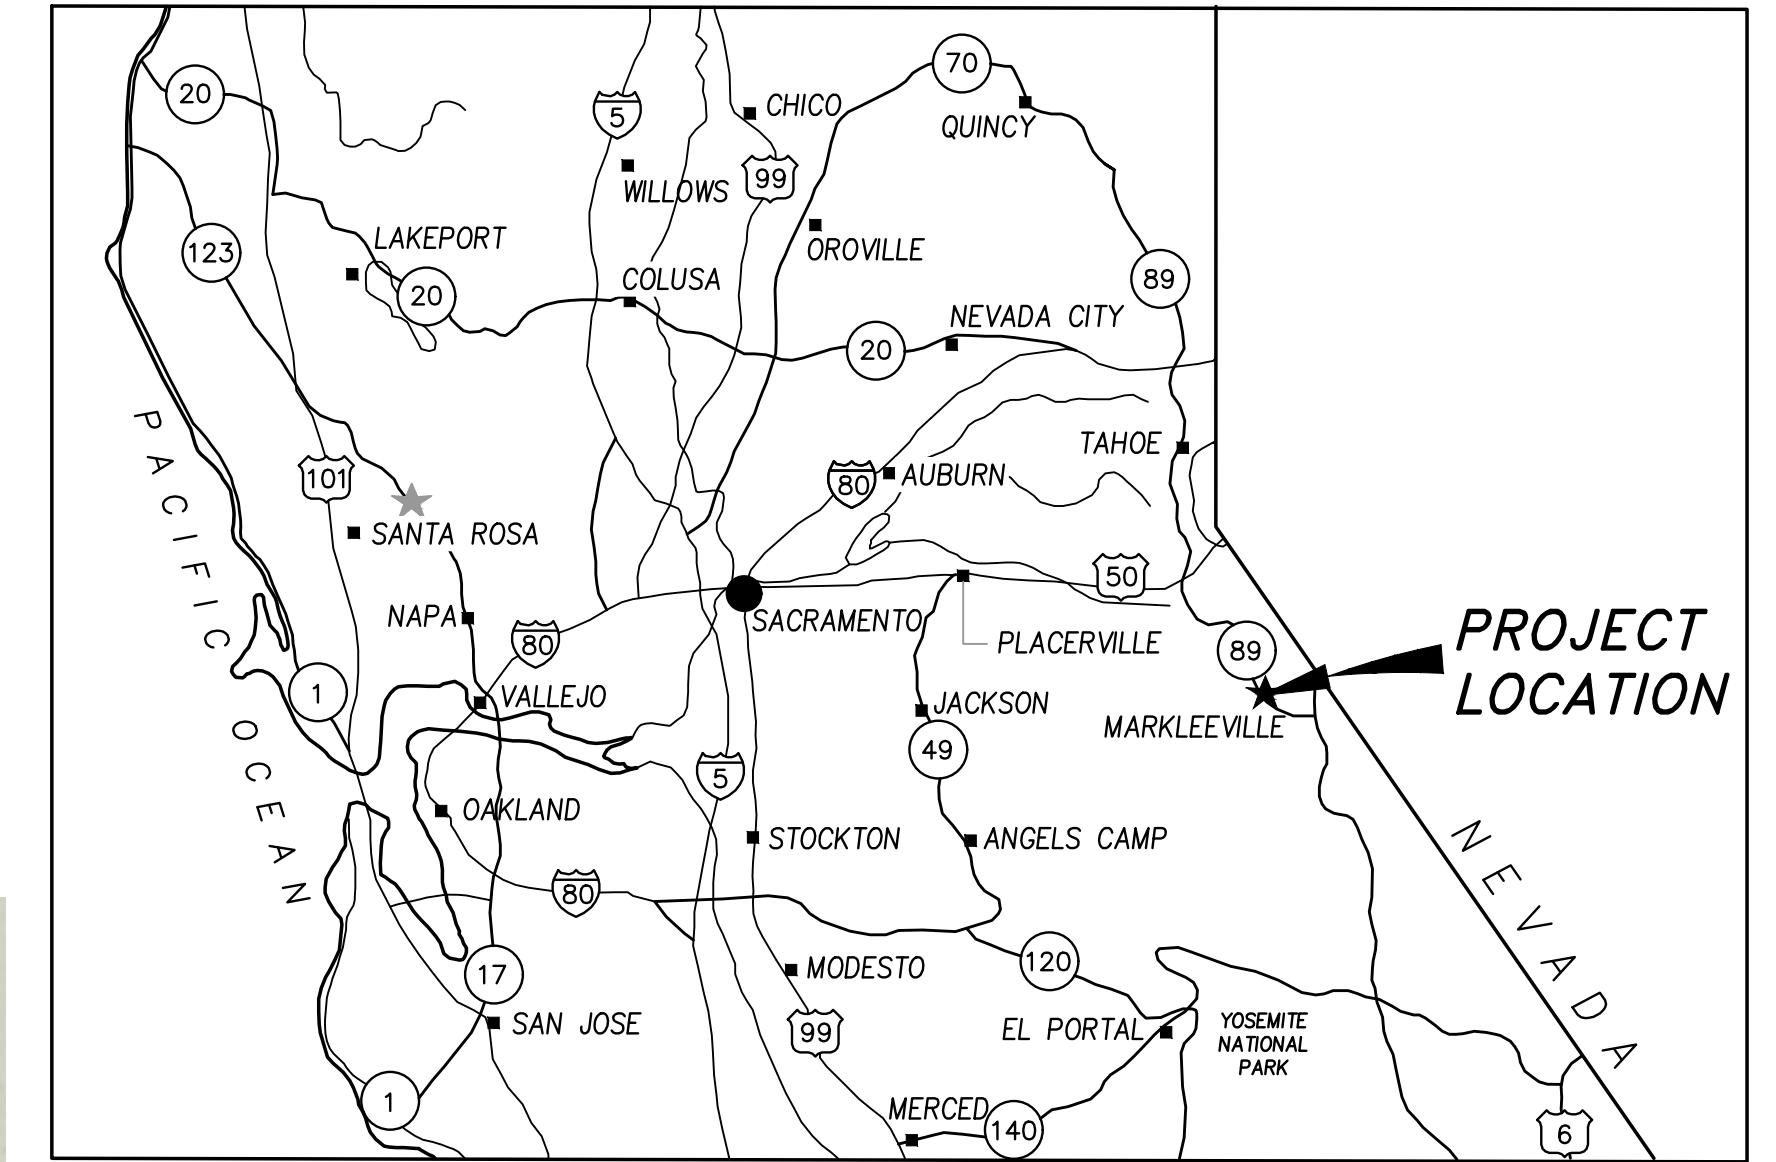 70
20
5
CHICO
QUINCY
WILLOWS
99
LAKEPORT
123
OROVILLE
COLUSA
89
20
NEVADA CITY
20
PACIFIC OCEAN
TAHOE
101
80
AUBURN
SANTA ROSA
50
NAPA
SACRAMENTO
80
PLACERVILLE
89
PROJECT
LOCATION
1
VALLEJO
JACKSON
MARKLEEVILLE
49
5
OAKLAND
STOCKTON
ANGELS CAMP
NEVADA
80
17
MODESTO
120
SAN JOSE
99
EL PORTAL
YOSEMITE
NATIONAL
PARK
1
MERCED
140
6